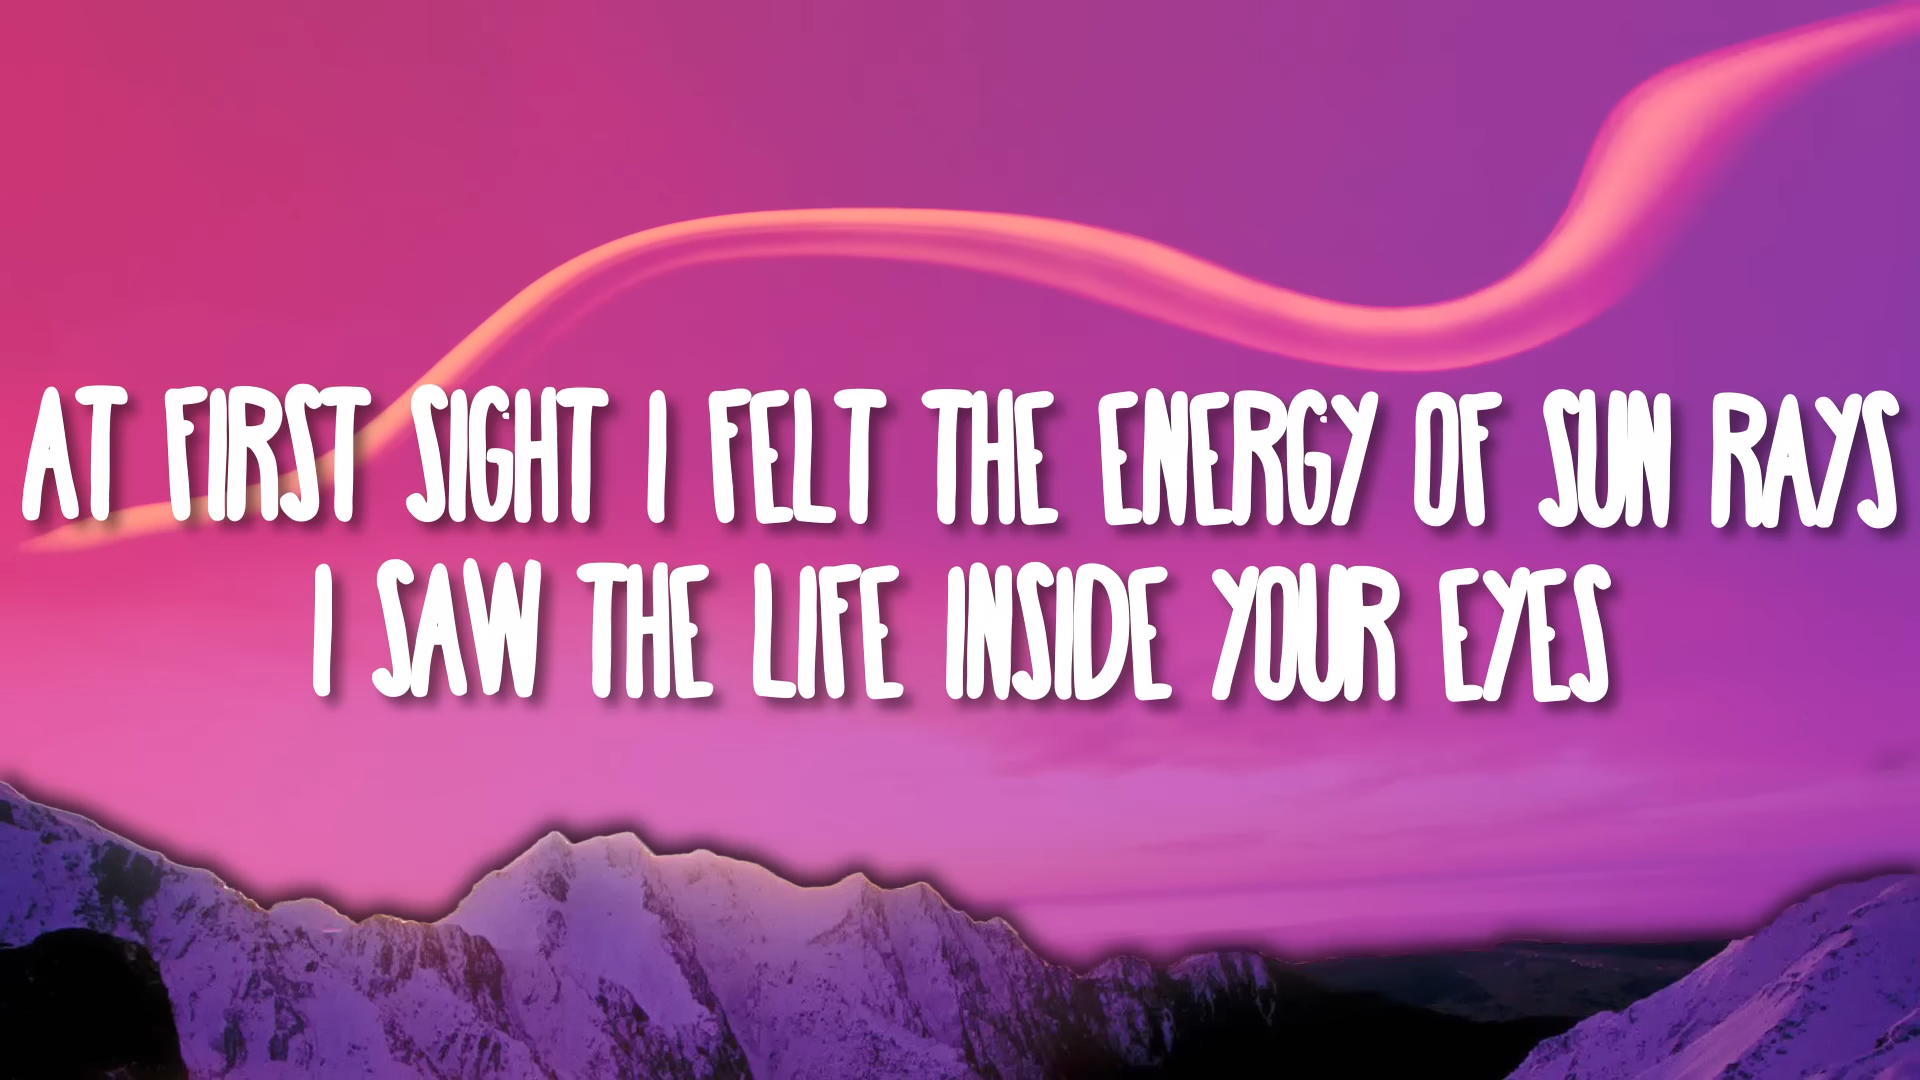 AT FIRST SIGHT I FELT THE ENERGY OF SUN RAYS
I SAW THE LIFE INSIDE YOUR EYES